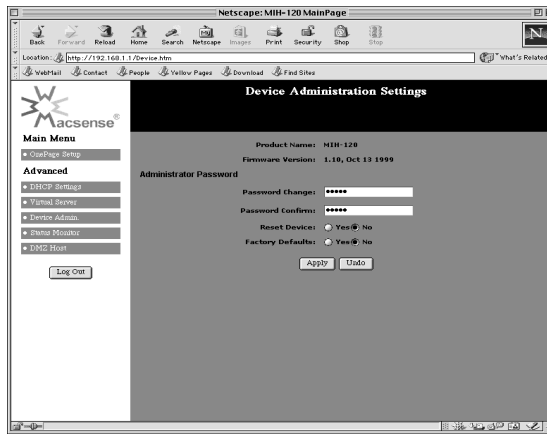 Netscape: MIH-120 MainPage
Back Forward Reload Home Search Netscape Images Print Security Shop Stop
Location: http://192.168.1.1/Device.htm What's Related
WebMail Contact People Yellow Pages Download Find Sites
Macsense®
Main Menu
OnePage Setup
Advanced
DHCP Settings
Virtual Server
Device Admin.
Status Monitor
DMZ Host
Log Out
Device Administration Settings
Product Name: MIH-120
Firmware Version: 1.10, Oct 13 1999
Administrator Password
Password Change: •••••
Password Confirm: •••••
Reset Device: Yes No
Factory Defaults: Yes No
Apply Undo